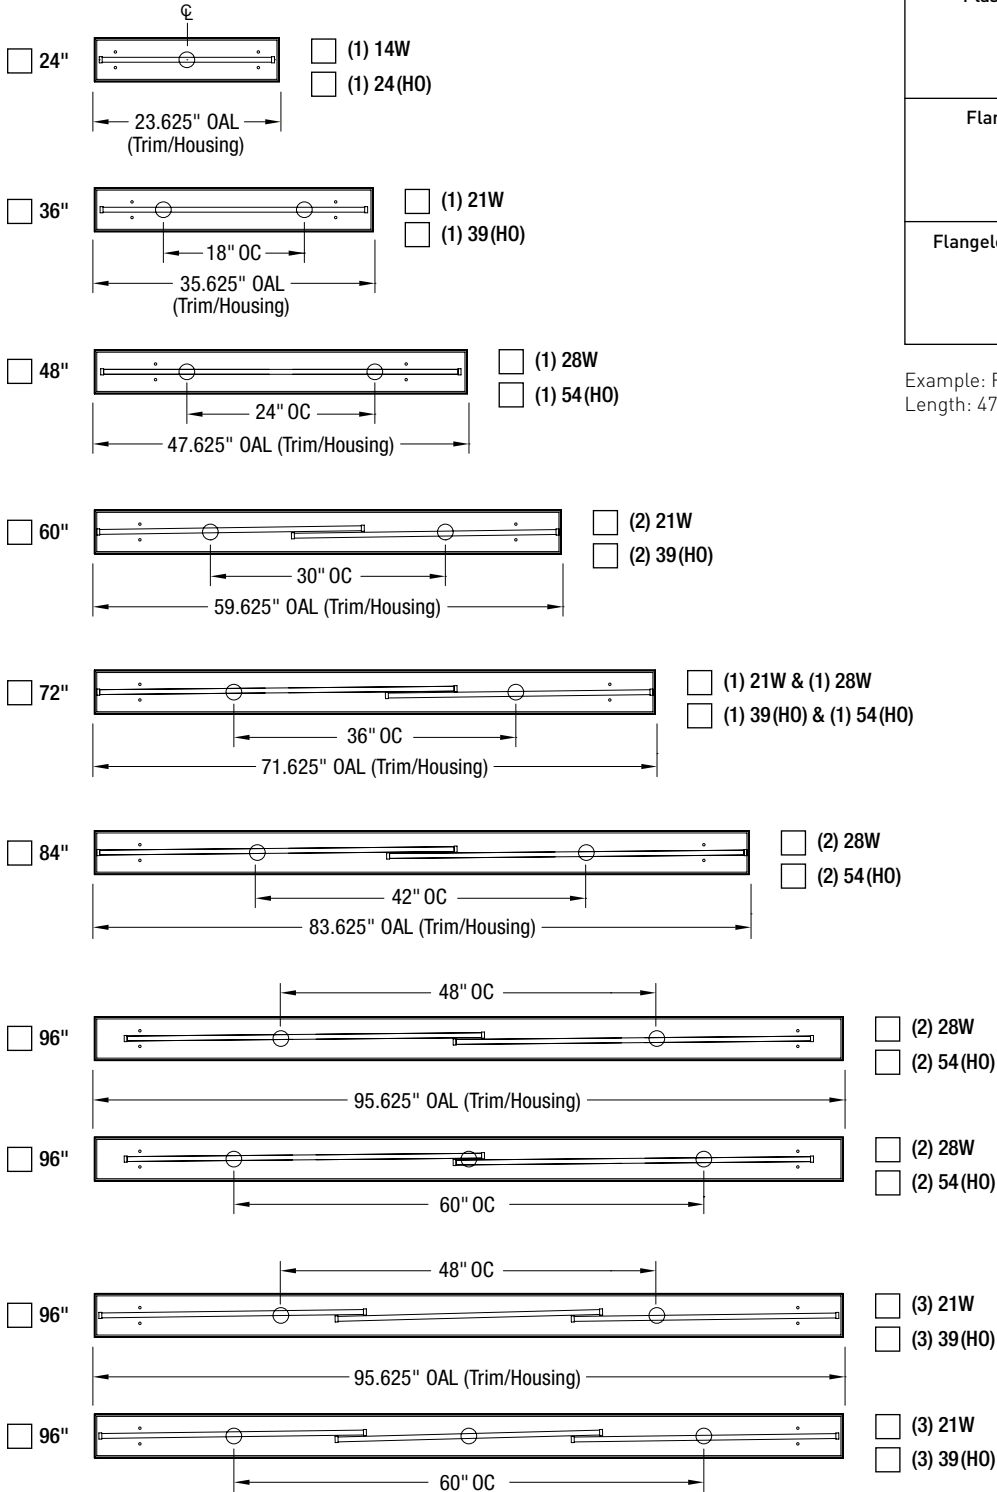 ℄
24"
(1) 14W
(1) 24(HO)
23.625" OAL
(Trim/Housing)
36"
(1) 21W
(1) 39(HO)
18" OC
35.625" OAL
(Trim/Housing)
48"
(1) 28W
(1) 54(HO)
24" OC
47.625" OAL (Trim/Housing)
60"
(2) 21W
(2) 39(HO)
30" OC
59.625" OAL (Trim/Housing)
72"
(1) 21W & (1) 28W
(1) 39(HO) & (1) 54(HO)
36" OC
71.625" OAL (Trim/Housing)
84"
(2) 28W
(2) 54(HO)
42" OC
83.625" OAL (Trim/Housing)
48" OC
96"
(2) 28W
(2) 54(HO)
95.625" OAL (Trim/Housing)
96"
(2) 28W
(2) 54(HO)
60" OC
48" OC
96"
(3) 21W
(3) 39(HO)
95.625" OAL (Trim/Housing)
96"
(3) 21W
(3) 39(HO)
60" OC
Example:
Length: 47